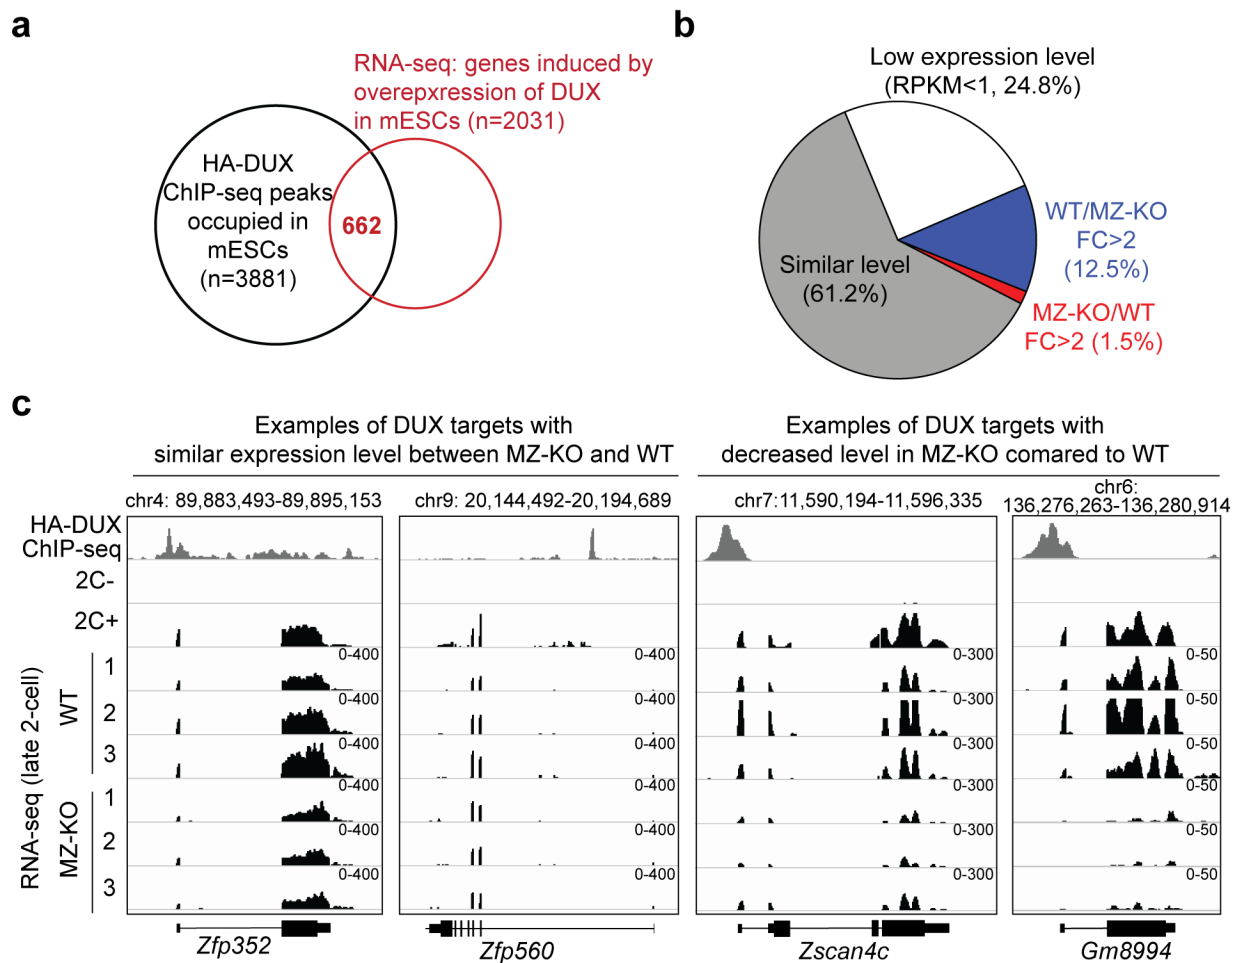 a
RNA-seq: genes induced by
overepxression of DUX
in mESCs (n=2031)
HA-DUX
ChIP-seq peaks
occupied in
mESCs
(n=3881)
662
b
Low expression level
(RPKM<1, 24.8%)
WT/MZ-KO
FC>2
(12.5%)
MZ-KO/WT
FC>2 (1.5%)
Similar level
(61.2%)
c
Examples of DUX targets with
similar expression level between MZ-KO and WT
Examples of DUX targets with
decreased level in MZ-KO comared to WT
chr4: 89,883,493-89,895,153
chr9: 20,144,492-20,194,689
chr7:11,590,194-11,596,335
chr6:
136,276,263-136,280,914
HA-DUX
ChIP-seq
2C-
2C+
RNA-seq (late 2-cell)
WT
1
2
3
MZ-KO
1
2
3
0-400
0-400
0-400
0-400
0-400
0-400
0-400
0-400
0-400
0-400
0-400
0-400
0-300
0-300
0-300
0-300
0-300
0-300
0-50
0-50
0-50
0-50
0-50
0-50
Zfp352
Zfp560
Zscan4c
Gm8994